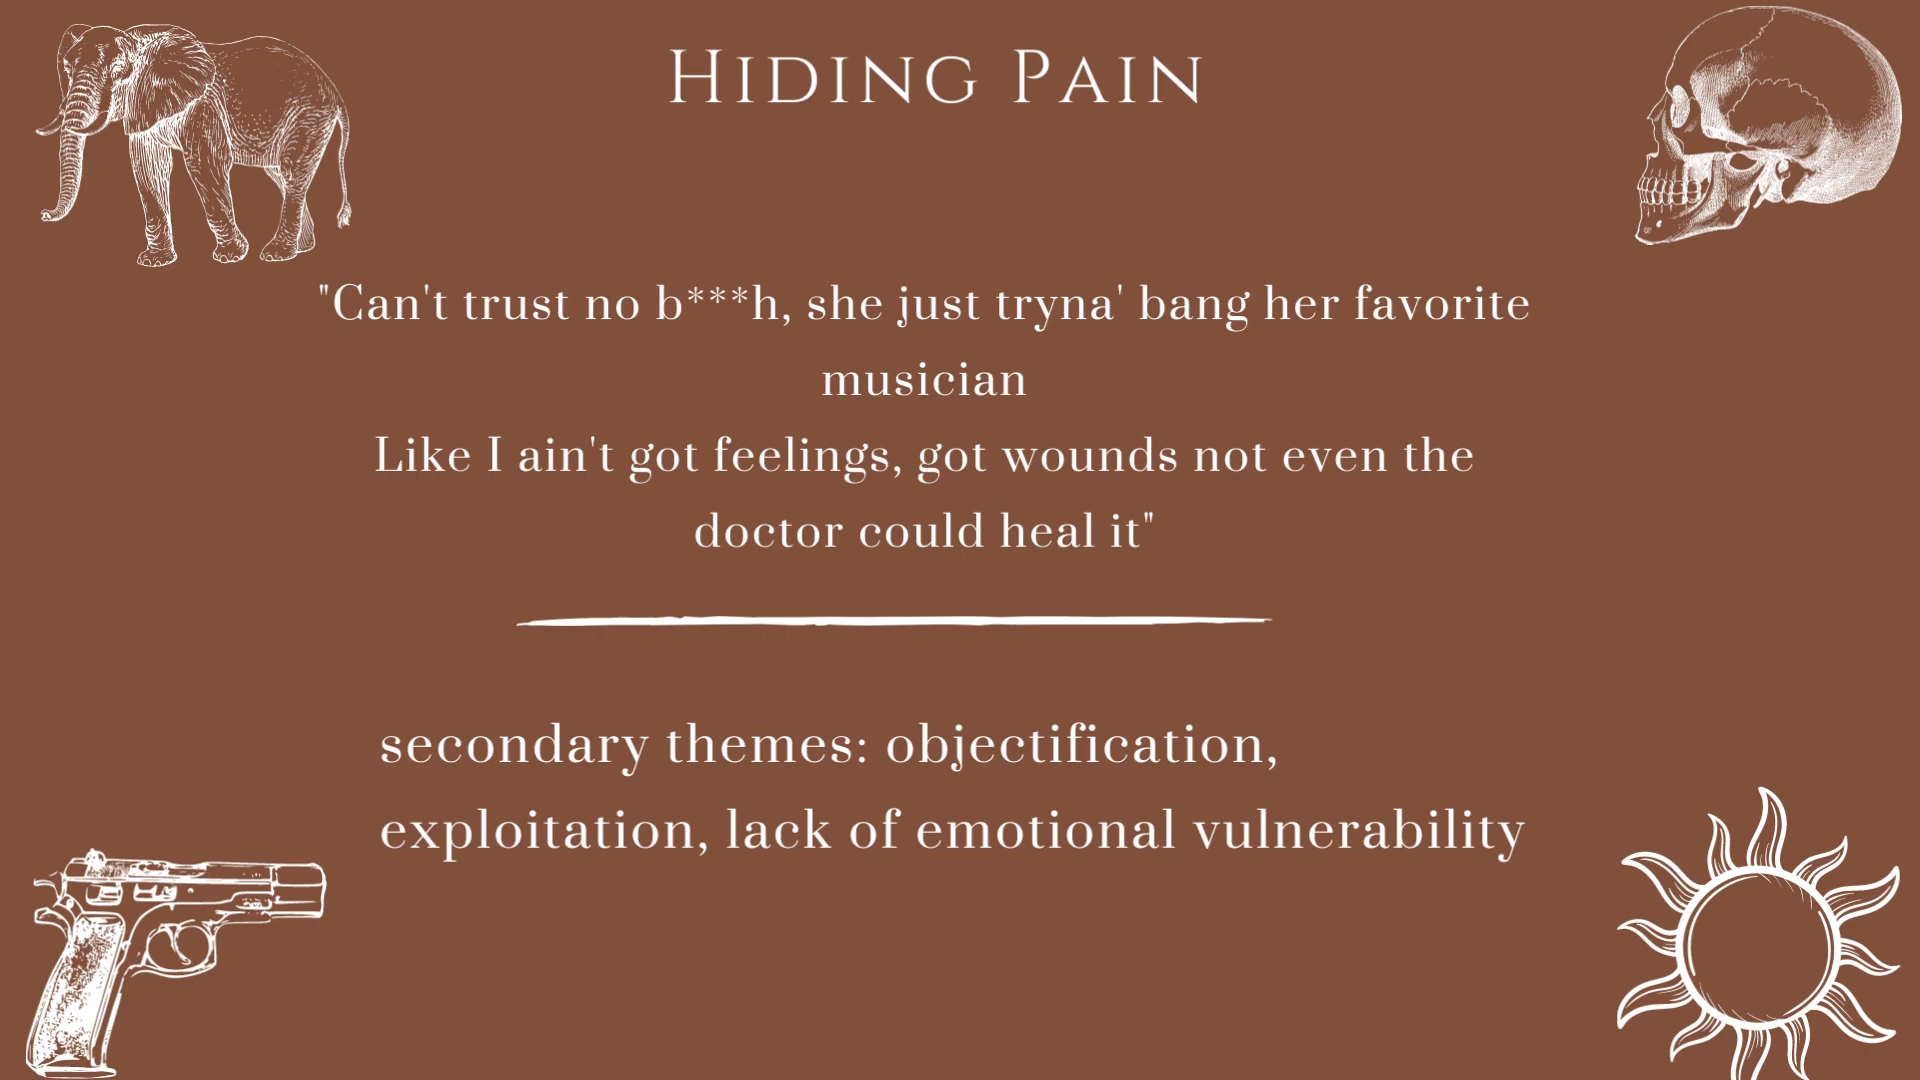 Hiding Pain
"Can't trust no b***h, she just tryna' bang her favorite
musician
Like I ain't got feelings, got wounds not even the
doctor could heal it"
secondary themes: objectification,
exploitation, lack of emotional vulnerability